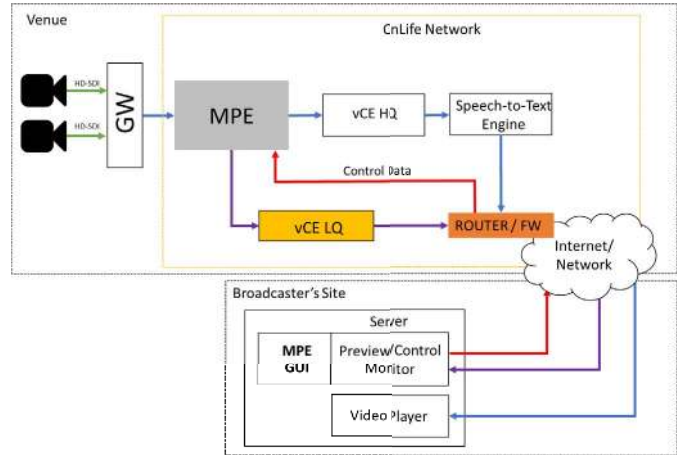 Venue
CnLife Network
HD-SDI
HD-SDI
GW
MPE
vCE HQ
Speech-to-Text
Engine
Control Data
vCE LQ
ROUTER / FW
Internet/
Network
Broadcaster's Site
Server
MPE
GUI
Preview/Control
Monitor
Video Player